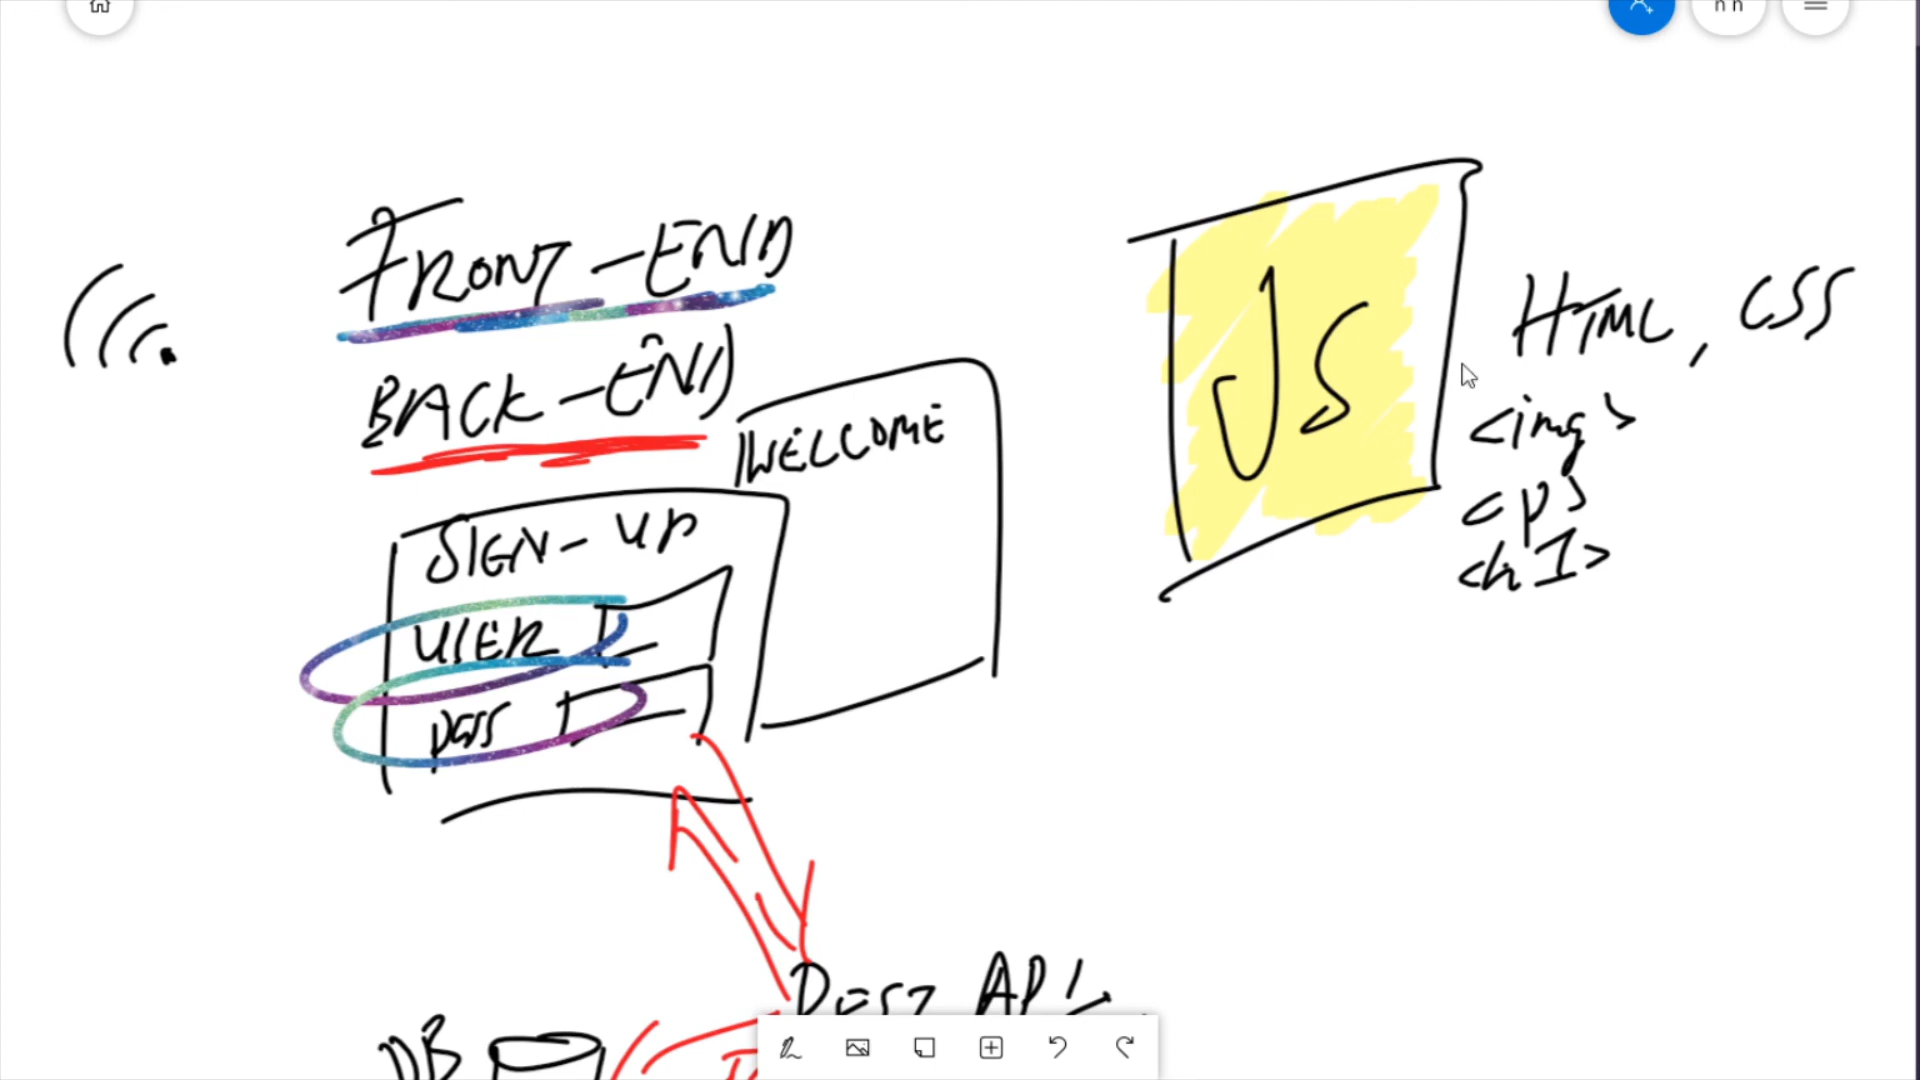 FRONT-END
BACK-END
WELCOME
SIGN-UP
USER
PASS
JS
HTML, CSS
<img>
<p>
<h1>
REST API
DB